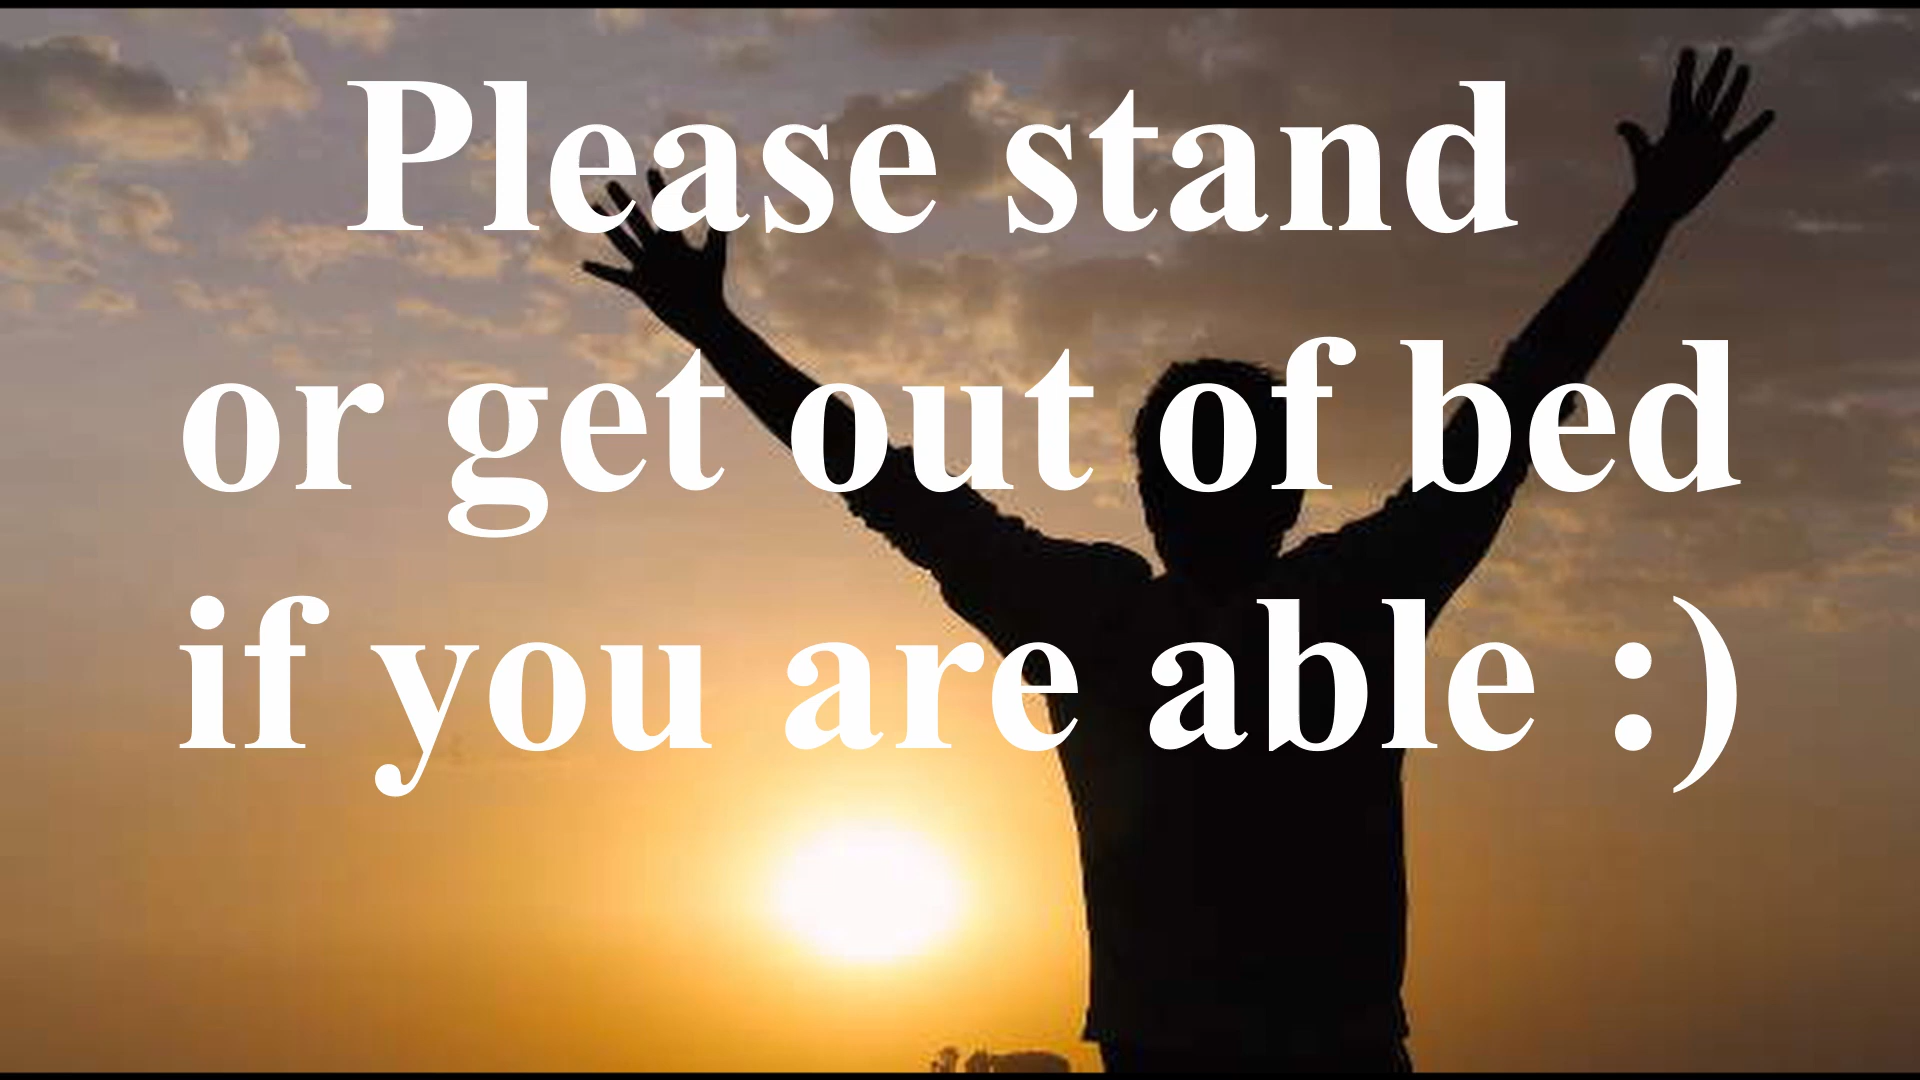 Please stand
or get out of bed
if you are able :)